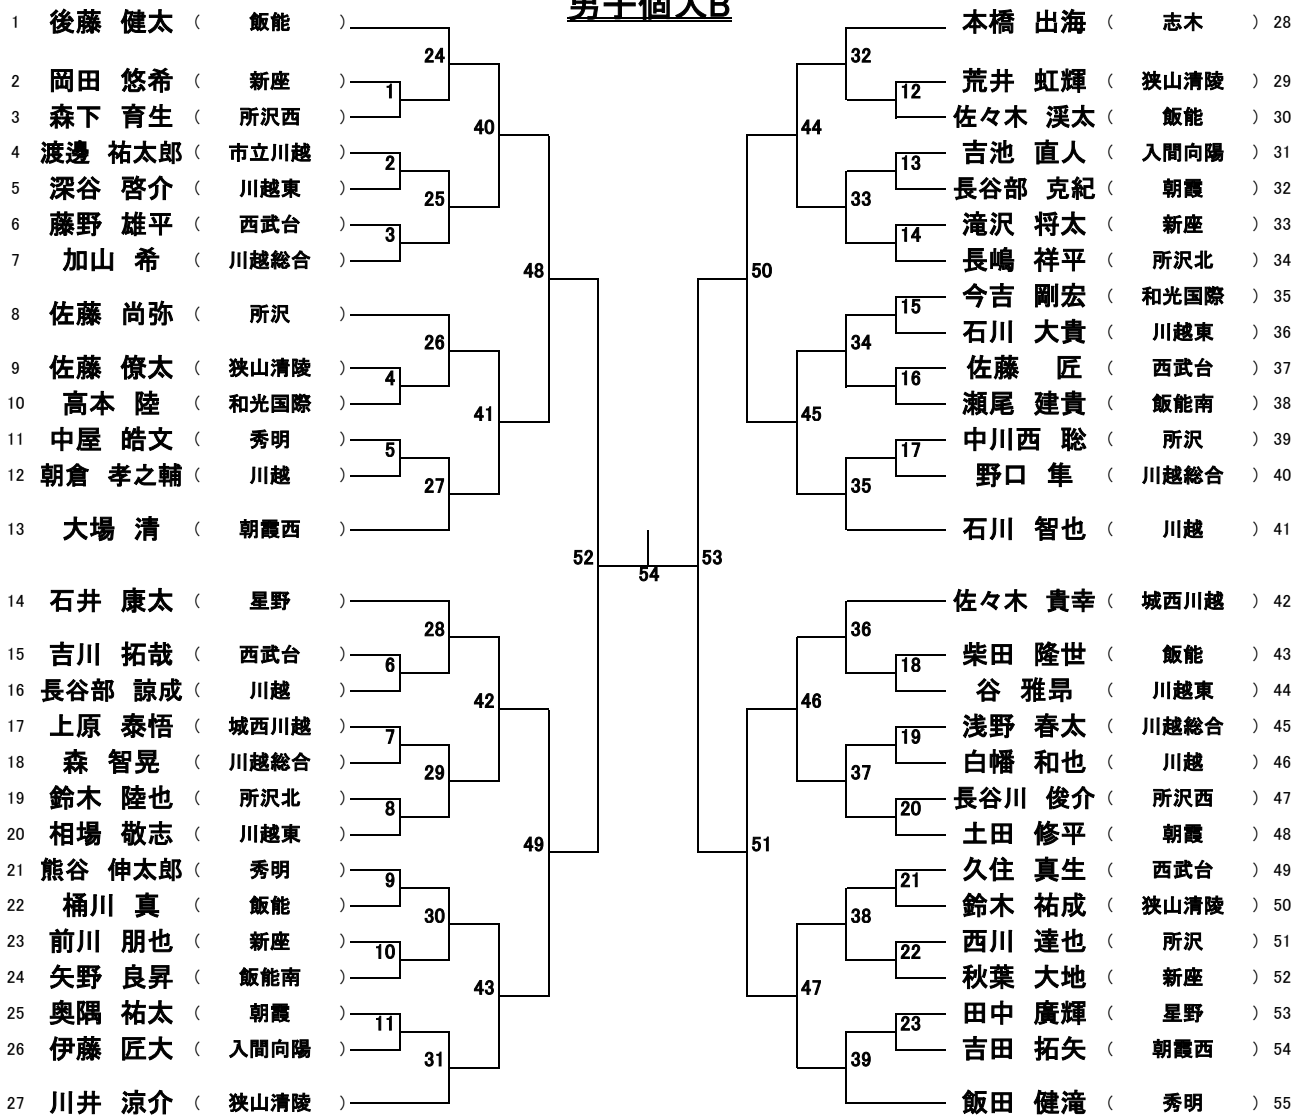 男子個人B
1 後藤 健太 ( 飯能 )
2 岡田 悠希 ( 新座 )
3 森下 育生 ( 所沢西 )
4 渡邊 祐太郎 ( 市立川越 )
5 深谷 啓介 ( 川越東 )
6 藤野 雄平 ( 西武台 )
7 加山 希 ( 川越総合 )
8 佐藤 尚弥 ( 所沢 )
9 佐藤 僚太 ( 狭山清陵 )
10 高本 陸 ( 和光国際 )
11 中屋 皓文 ( 秀明 )
12 朝倉 孝之輔 ( 川越 )
13 大場 清 ( 朝霞西 )
14 石井 康太 ( 星野 )
15 吉川 拓哉 ( 西武台 )
16 長谷部 諒成 ( 川越 )
17 上原 泰悟 ( 城西川越 )
18 森 智晃 ( 川越総合 )
19 鈴木 陸也 ( 所沢北 )
20 相場 敬志 ( 川越東 )
21 熊谷 伸太郎 ( 秀明 )
22 桶川 真 ( 飯能 )
23 前川 朋也 ( 新座 )
24 矢野 良昇 ( 飯能南 )
25 奥隅 祐太 ( 朝霞 )
26 伊藤 匠大 ( 入間向陽 )
27 川井 涼介 ( 狭山清陵 )
1
2
3
4
5
6
7
8
9
10
11
24
25
26
27
28
29
30
31
40
41
42
43
48
49
52
54
53
50
51
44
45
46
47
32
33
34
35
36
37
38
39
12
13
14
15
16
17
18
19
20
21
22
23
本橋 出海 ( 志木 ) 28
荒井 虹輝 ( 狭山清陵 ) 29
佐々木 渓太 ( 飯能 ) 30
吉池 直人 ( 入間向陽 ) 31
長谷部 克紀 ( 朝霞 ) 32
滝沢 将太 ( 新座 ) 33
長嶋 祥平 ( 所沢北 ) 34
今吉 剛宏 ( 和光国際 ) 35
石川 大貴 ( 川越東 ) 36
佐藤 匠 ( 西武台 ) 37
瀬尾 建貴 ( 飯能南 ) 38
中川西 聡 ( 所沢 ) 39
野口 隼 ( 川越総合 ) 40
石川 智也 ( 川越 ) 41
佐々木 貴幸 ( 城西川越 ) 42
柴田 隆世 ( 飯能 ) 43
谷 雅昴 ( 川越東 ) 44
浅野 春太 ( 川越総合 ) 45
白幡 和也 ( 川越 ) 46
長谷川 俊介 ( 所沢西 ) 47
土田 修平 ( 朝霞 ) 48
久住 真生 ( 西武台 ) 49
鈴木 祐成 ( 狭山清陵 ) 50
西川 達也 ( 所沢 ) 51
秋葉 大地 ( 新座 ) 52
田中 廣輝 ( 星野 ) 53
吉田 拓矢 ( 朝霞西 ) 54
飯田 健滝 ( 秀明 ) 55